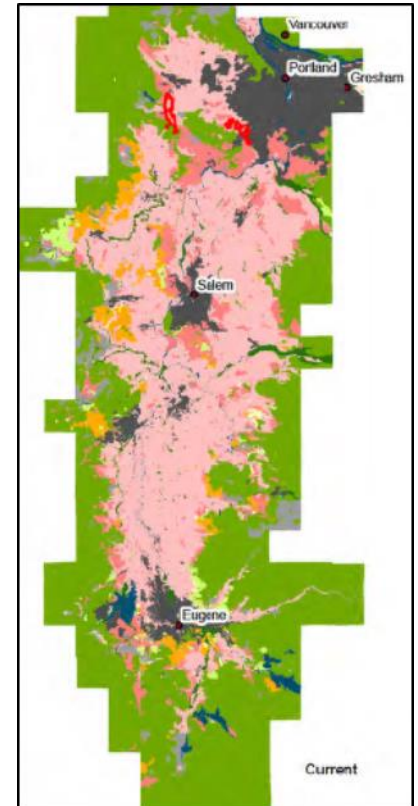 Vancouver
Portland
Gresham
Salem
Eugene
Current